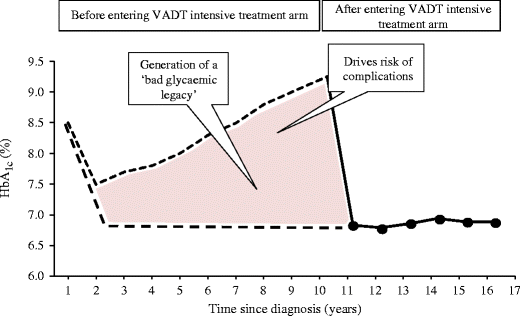 Before entering VADT intensive treatment arm
After entering VADT intensive
treatment arm
Generation of a
‘bad glycaemic
legacy’
Drives risk of
complications
HbA1c (%)
9.5
9.0
8.5
8.0
7.5
7.0
6.5
6.0
1 2 3 4 5 6 7 8 9 10 11 12 13 14 15 16 17
Time since diagnosis (years)